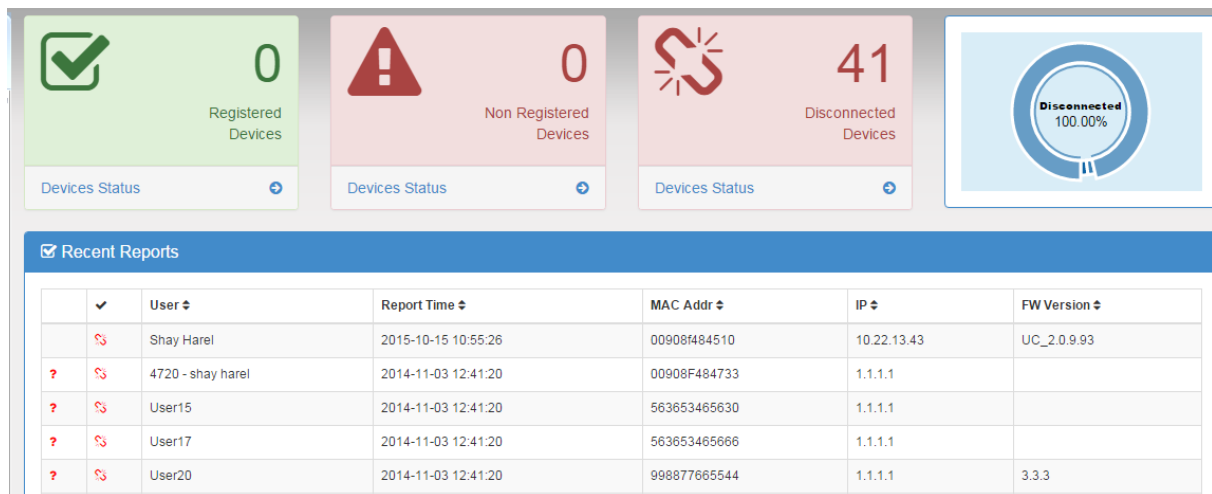 0
Registered
Devices
Devices Status
0
Non Registered
Devices
Devices Status
41
Disconnected
Devices
Devices Status
Disconnected
100.00%
Recent Reports
User Report Time MAC Addr IP FW Version
Shay Harel 2015-10-15 10:55:26 00908f484510 10.22.13.43 UC_2.0.9.93
? 4720 - shay harel 2014-11-03 12:41:20 00908F484733 1.1.1.1
? User15 2014-11-03 12:41:20 563653465630 1.1.1.1
? User17 2014-11-03 12:41:20 563653465666 1.1.1.1
? User20 2014-11-03 12:41:20 998877665544 1.1.1.1 3.3.3